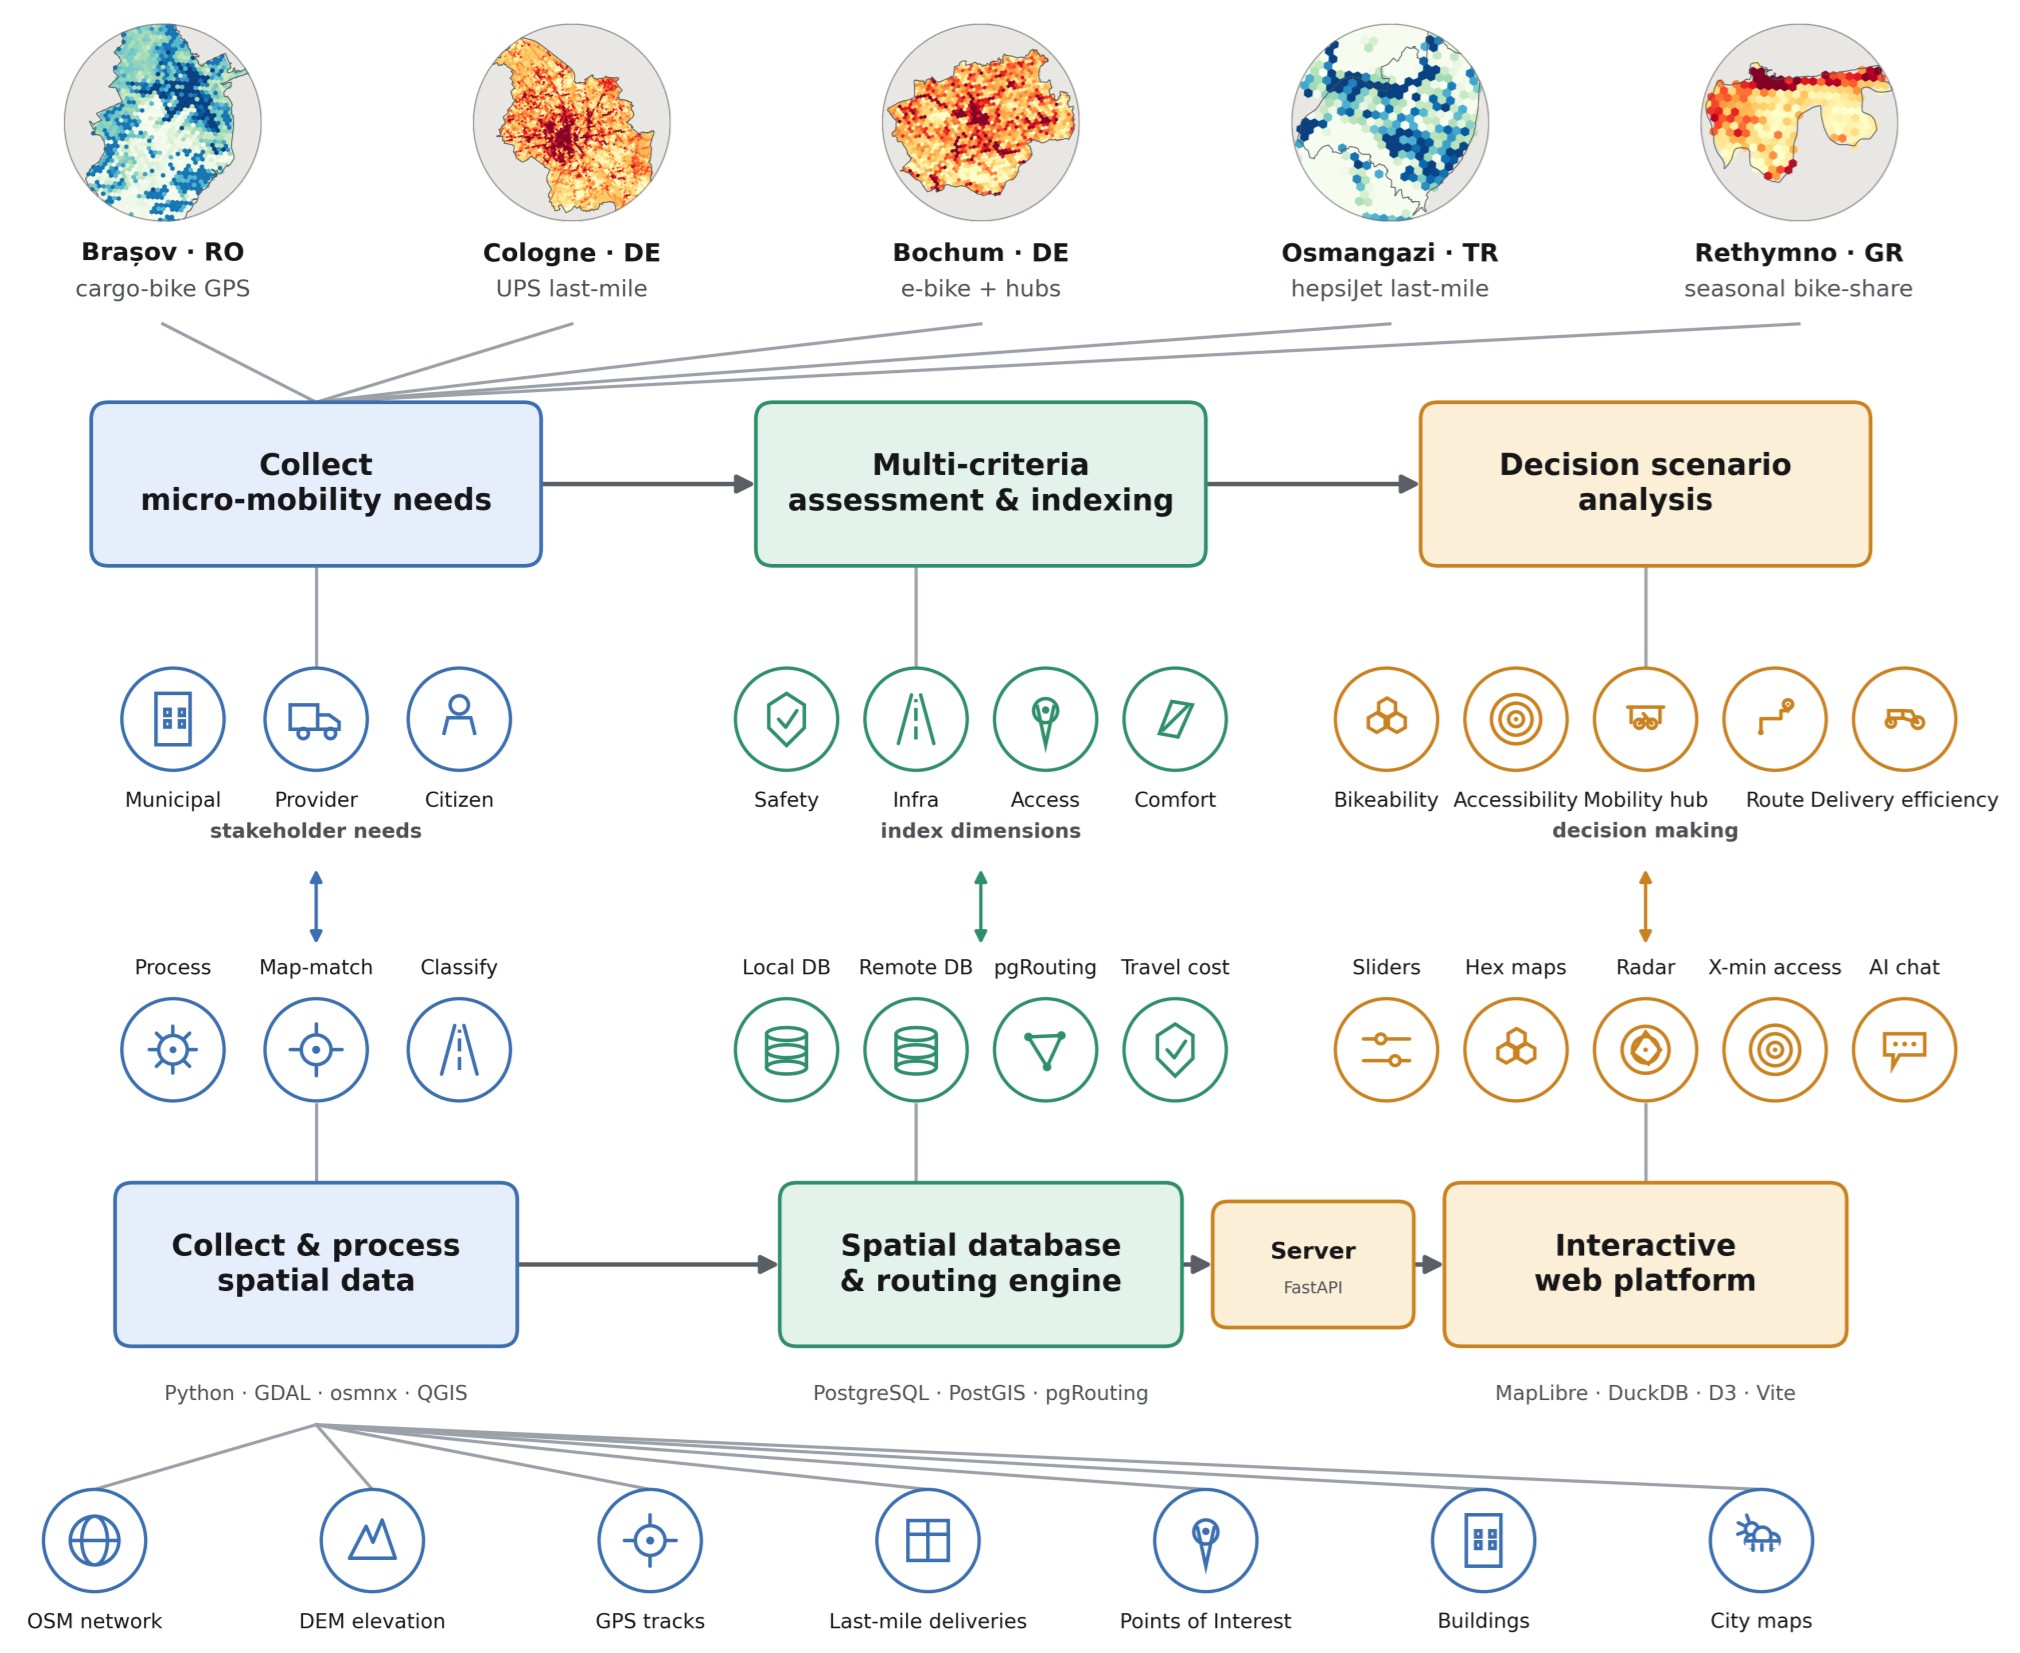 Brașov · RO
cargo-bike GPS
Cologne · DE
UPS last-mile
Bochum · DE
e-bike + hubs
Osmangazi · TR
hepsiJet last-mile
Rethymno · GR
seasonal bike-share
Collect
micro-mobility needs
Multi-criteria
assessment & indexing
Decision scenario
analysis
Municipal
Provider
Citizen
stakeholder needs
Safety
Infra
Access
Comfort
index dimensions
Bikeability
Accessibility
Mobility hub
Route
Delivery efficiency
decision making
Process
Map-match
Classify
Local DB
Remote DB
pgRouting
Travel cost
Sliders
Hex maps
Radar
X-min access
AI chat
Collect & process
spatial data
Spatial database
& routing engine
Server
FastAPI
Interactive
web platform
Python · GDAL · osmnx · QGIS
PostgreSQL · PostGIS · pgRouting
MapLibre · DuckDB · D3 · Vite
OSM network
DEM elevation
GPS tracks
Last-mile deliveries
Points of Interest
Buildings
City maps